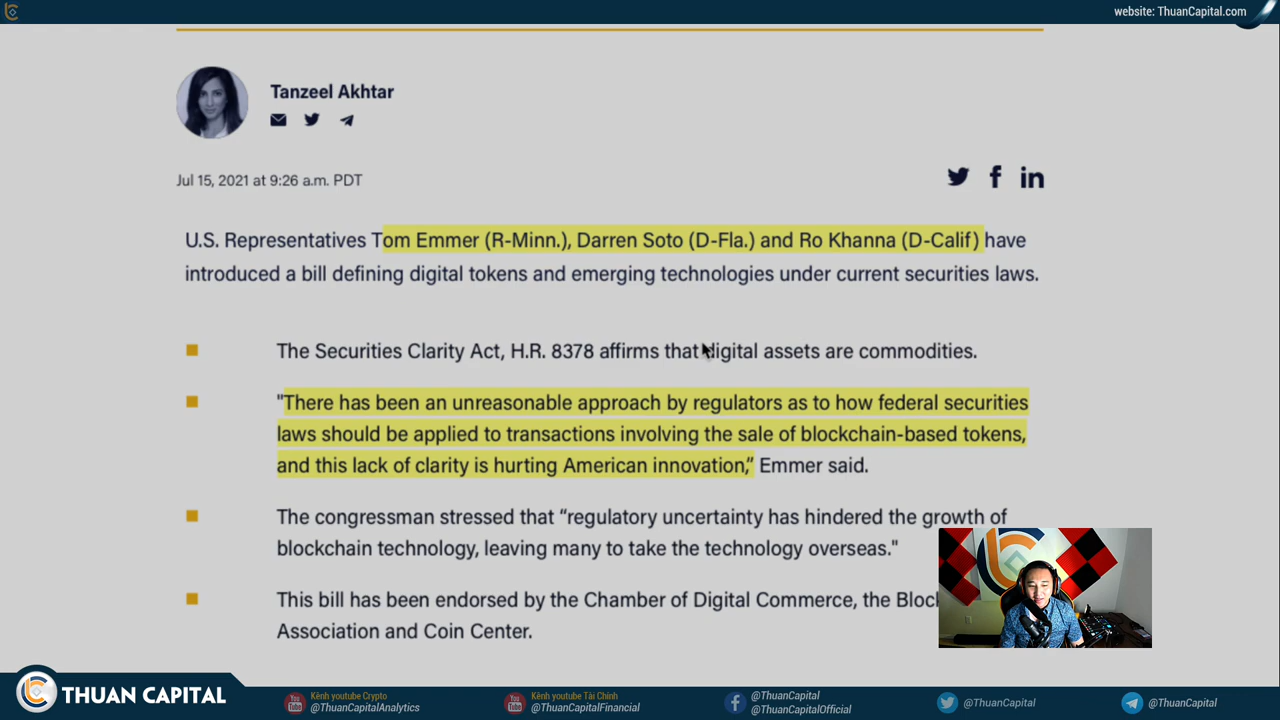 website: ThuanCapital.com
Tanzeel Akhtar
Jul 15, 2021 at 9:26 a.m. PDT
U.S. Representatives Tom Emmer (R-Minn.), Darren Soto (D-Fla.) and Ro Khanna (D-Calif) have
introduced a bill defining digital tokens and emerging technologies under current securities laws.
The Securities Clarity Act, H.R. 8378 affirms that digital assets are commodities.
"There has been an unreasonable approach by regulators as to how federal securities
laws should be applied to transactions involving the sale of blockchain-based tokens,
and this lack of clarity is hurting American innovation,” Emmer said.
The congressman stressed that “regulatory uncertainty has hindered the growth of
blockchain technology, leaving many to take the technology overseas."
This bill has been endorsed by the Chamber of Digital Commerce, the
Association and Coin Center.
THUAN CAPITAL
Kênh youtube Crypto
@ThuanCapitalAnalytics
Kênh youtube Tài Chính
@ThuanCapitalFinancial
@ThuanCapital
@ThuanCapitalOfficial
@ThuanCapital
@ThuanCapital